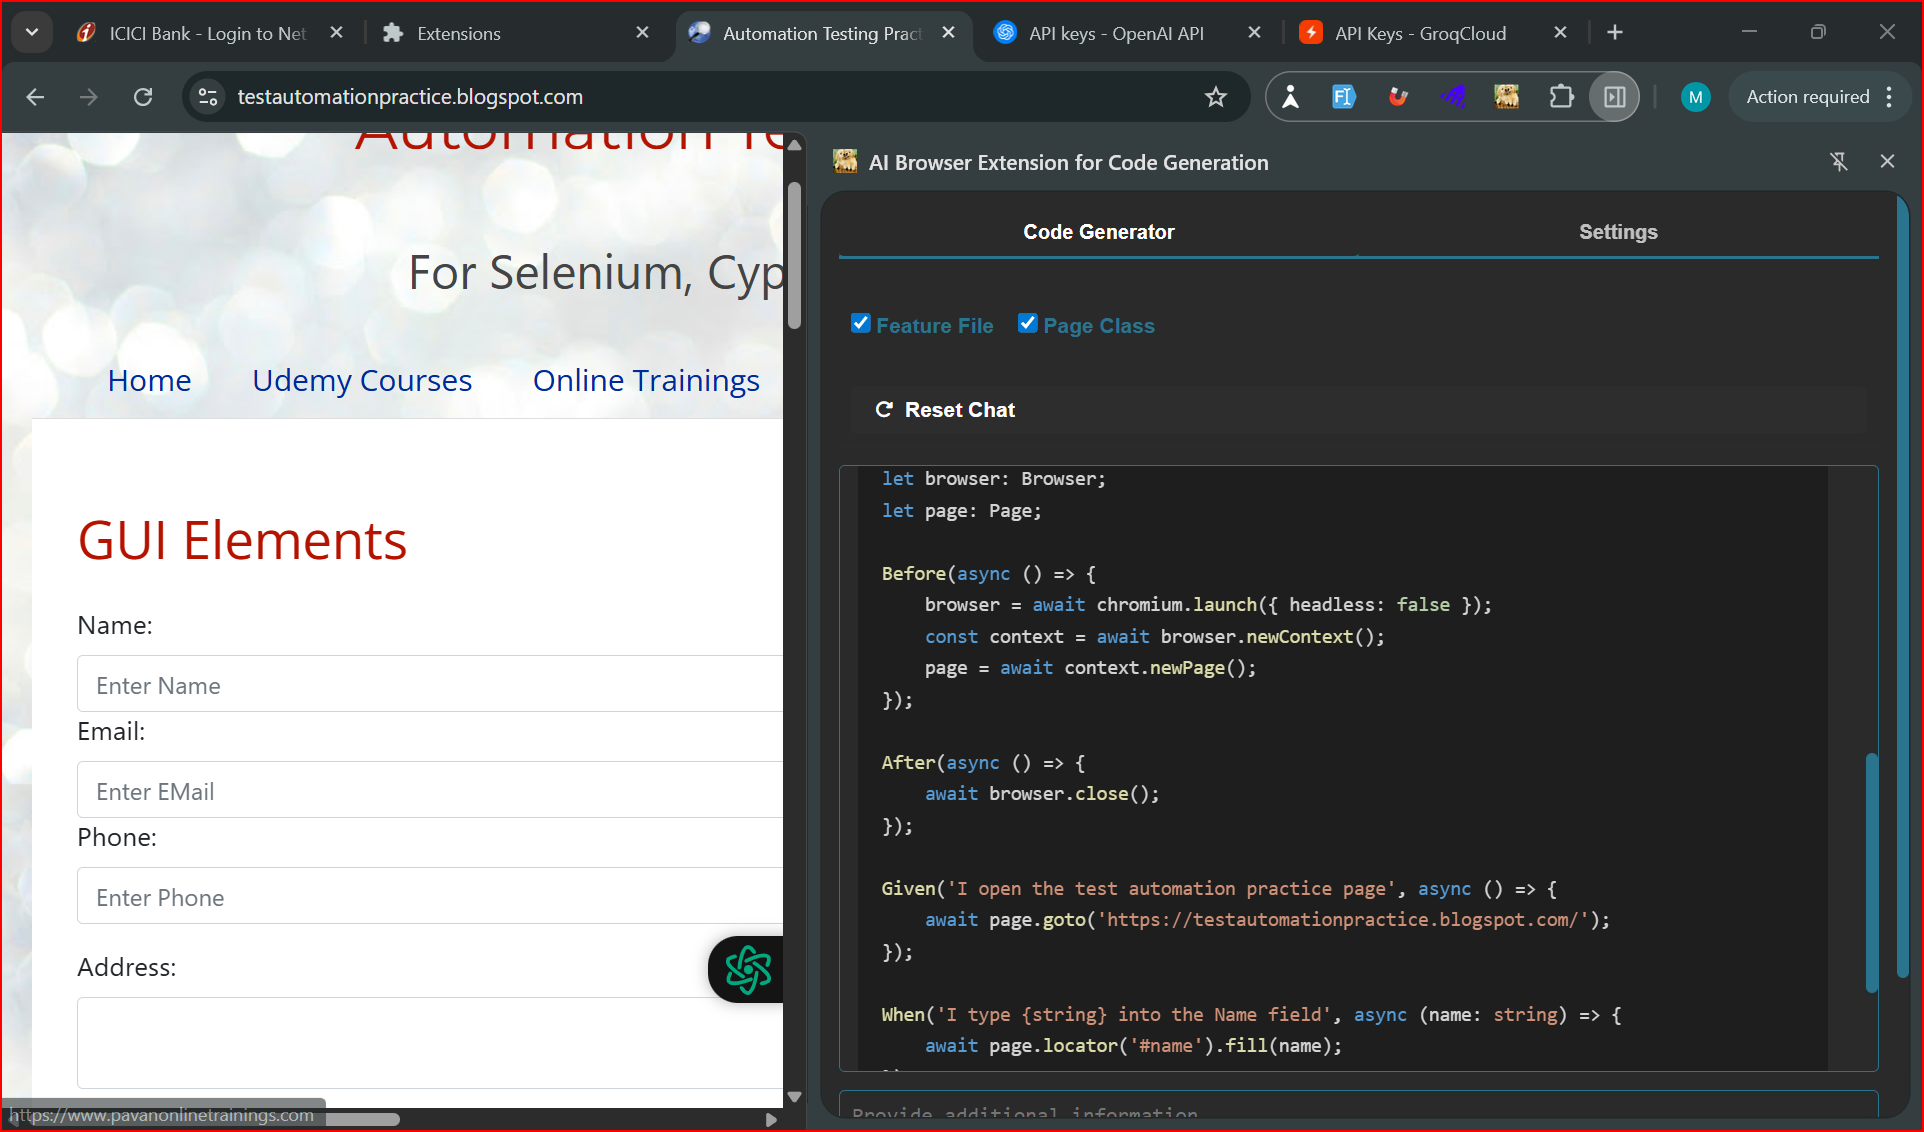 ICICI Bank - Login to Net
Extensions
Automation Testing Pract
API keys - OpenAI API
API Keys - GroqCloud
testautomationpractice.blogspot.com
M
Action required
For Selenium, Cyp
Home
Udemy Courses
Online Trainings
GUI Elements
Name:
Enter Name
Email:
Enter EMail
Phone:
Enter Phone
Address:
https://www.pavanonlinetrainings.com
AI Browser Extension for Code Generation
Code Generator
Settings
Feature File
Page Class
Reset Chat
let browser: Browser;
let page: Page;
Before(async () => {
browser = await chromium.launch({ headless: false });
const context = await browser.newContext();
page = await context.newPage();
});
After(async () => {
await browser.close();
});
Given('I open the test automation practice page', async () => {
await page.goto('https://testautomationpractice.blogspot.com/');
});
When('I type {string} into the Name field', async (name: string) => {
await page.locator('#name').fill(name);
Provide additional information